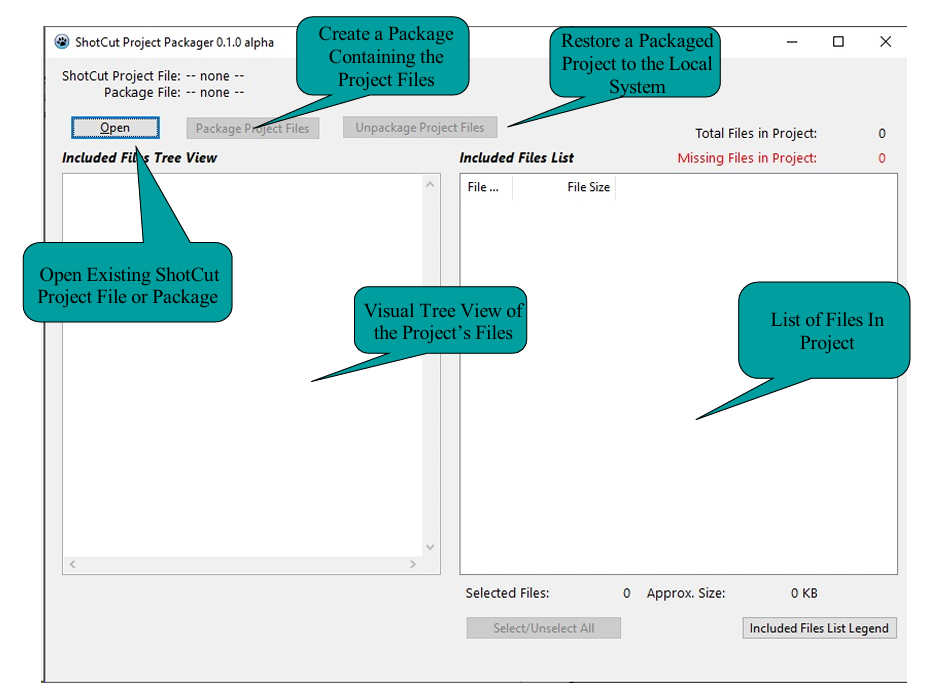 ShotCut Project Packager 0.1.0 alpha
Create a Package
Containing the
Project Files
Restore a Packaged
Project to the Local
System
ShotCut Project File: -- none --
Package File: -- none --
Open
Package Project Files
Unpackage Project Files
Total Files in Project: 0
Included Files Tree View
Included Files List
Missing Files in Project: 0
File ...
File Size
Open Existing ShotCut
Project File or Package
Visual Tree View of
the Project’s Files
List of Files In
Project
Selected Files: 0 Approx. Size: 0 KB
Select/Unselect All
Included Files List Legend